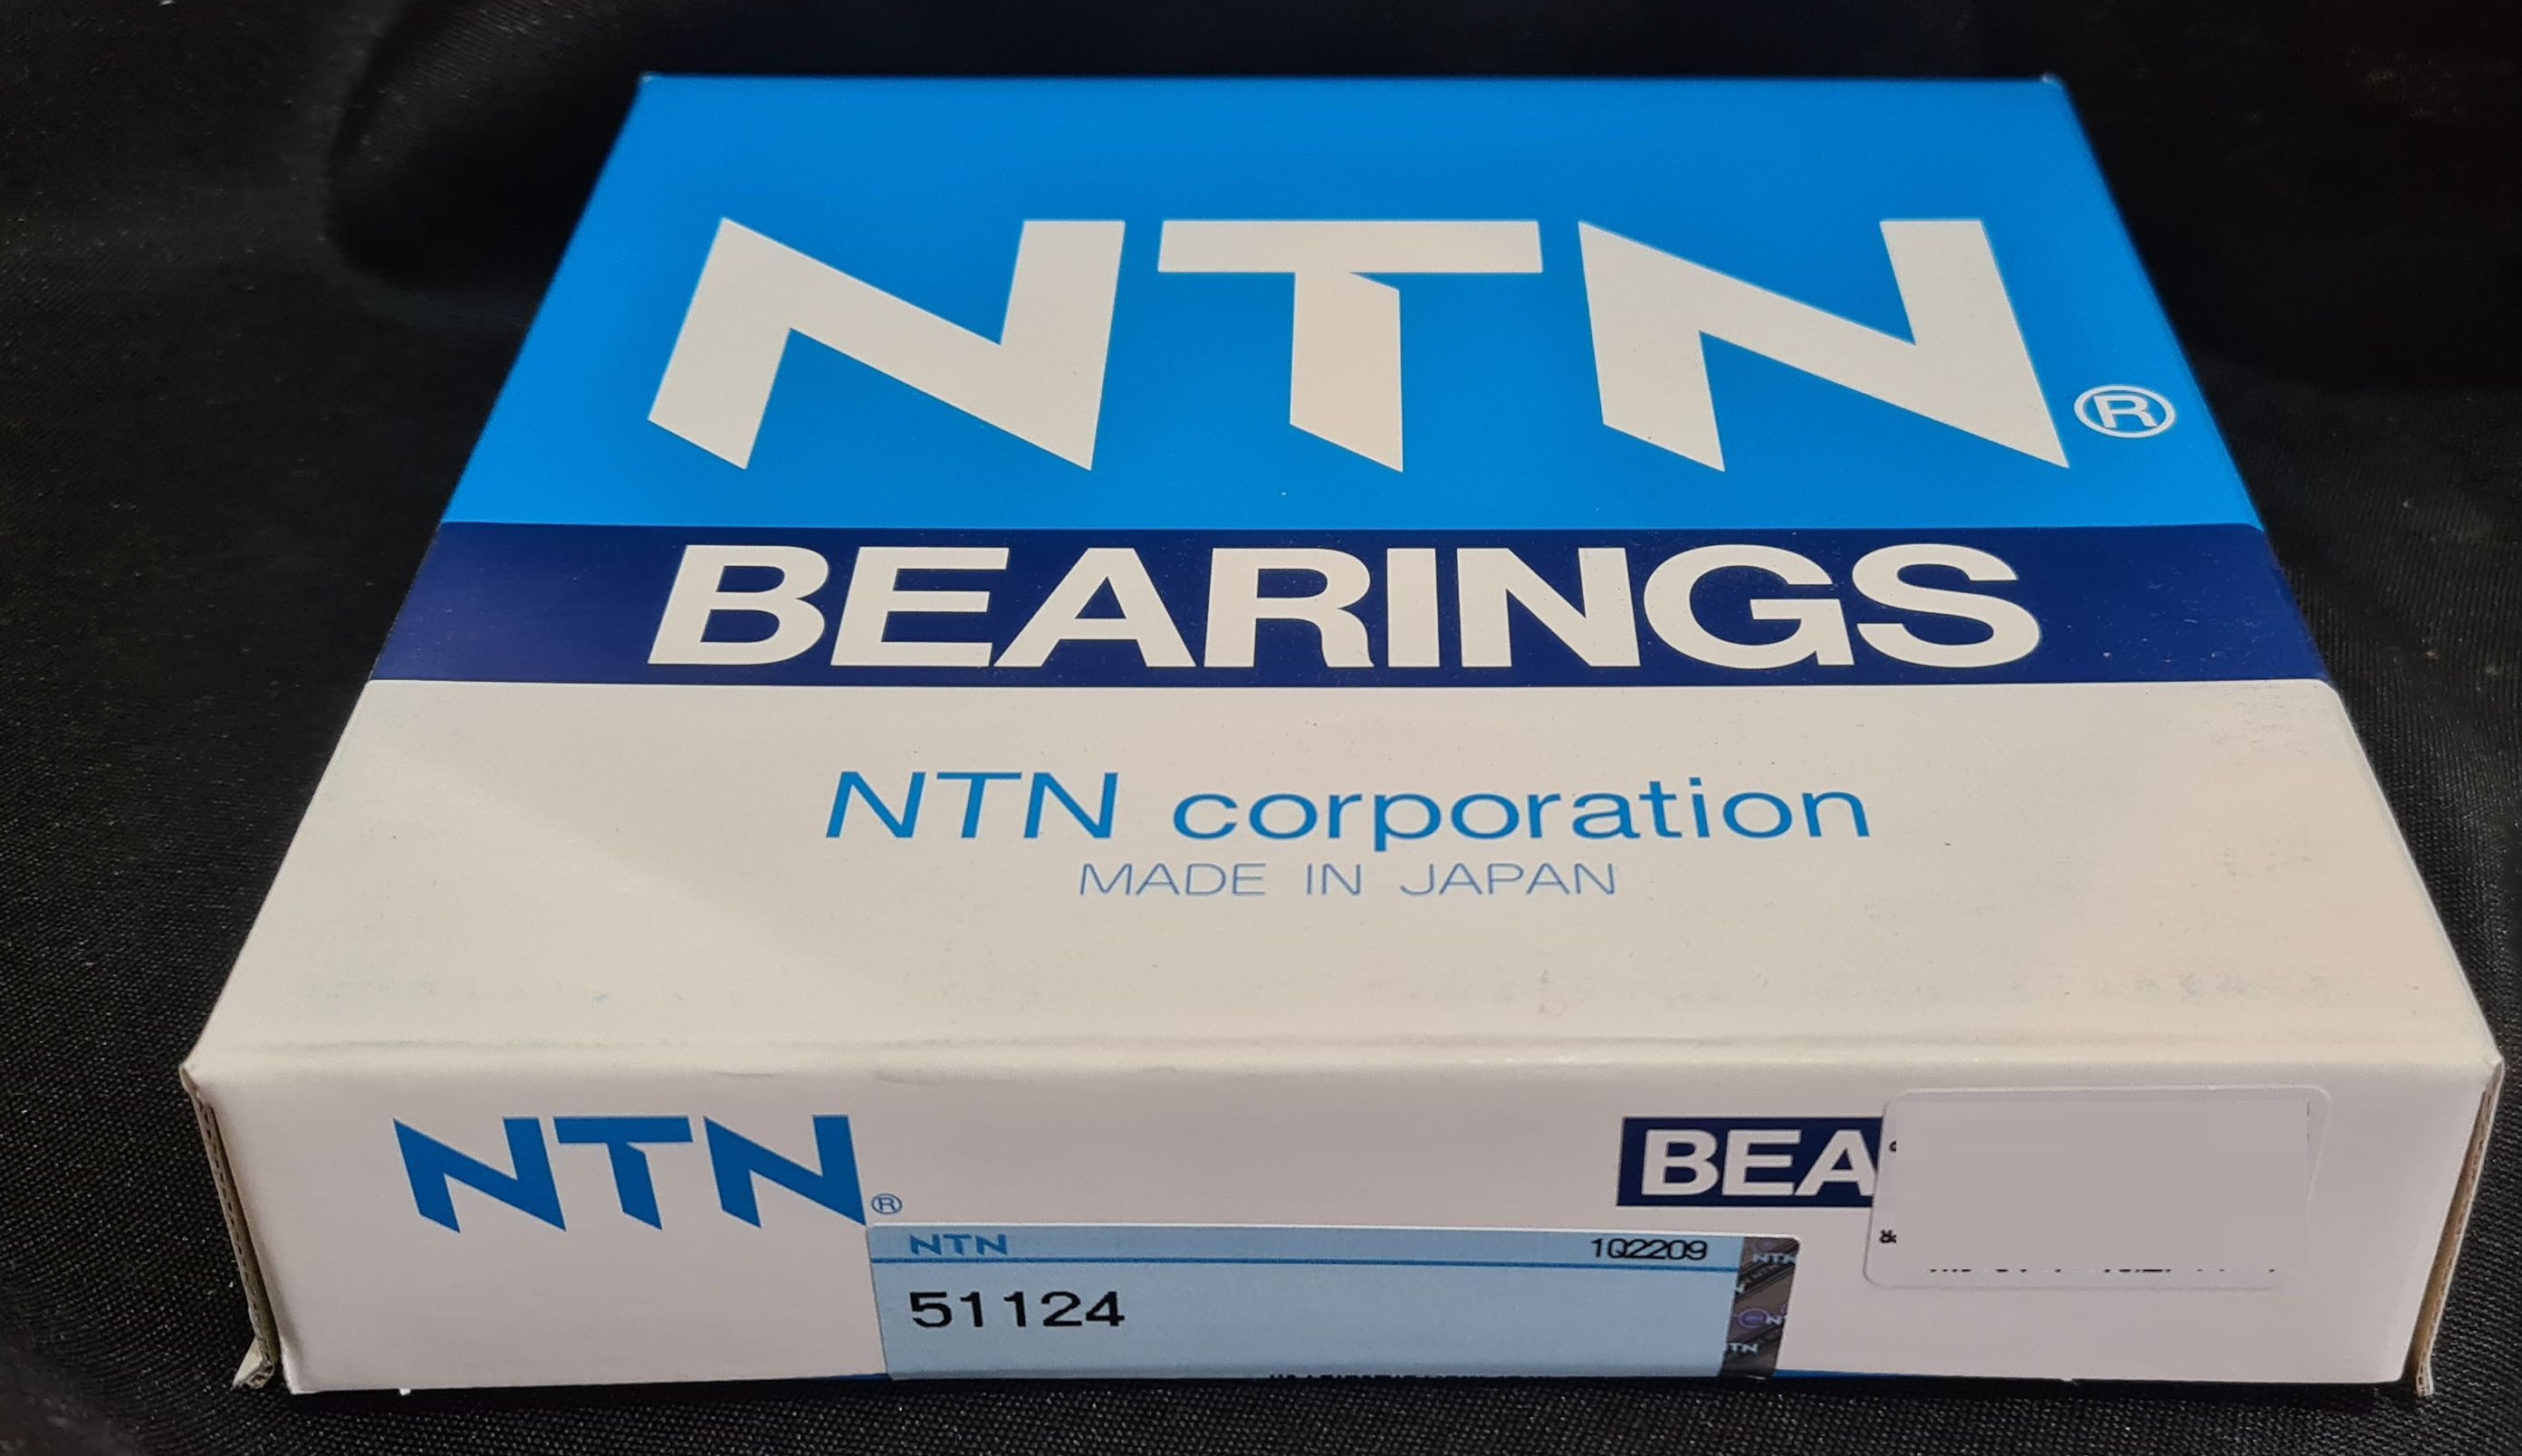 NTN®
BEARINGS
NTN corporation
MADE IN JAPAN
NTN®
BEA
NTN 1Q2209
51124